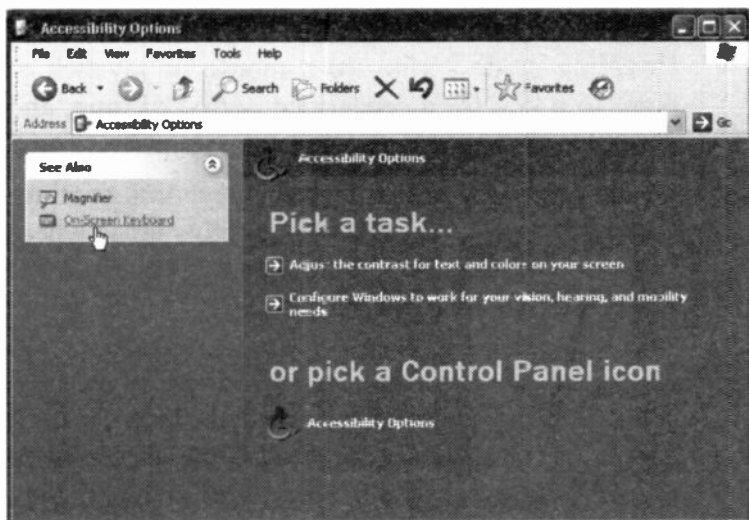 Accessibility Options
File Edit View Favorites Tools Help
Back Search Folders Favorites
Address Accessibility Options Go
See Also
Magnifier
On-Screen Keyboard
Accessibility Options
Pick a task...
Adjust the contrast for text and colors on your screen
Configure Windows to work for your vision, hearing, and mobility
needs
or pick a Control Panel icon
Accessibility Options